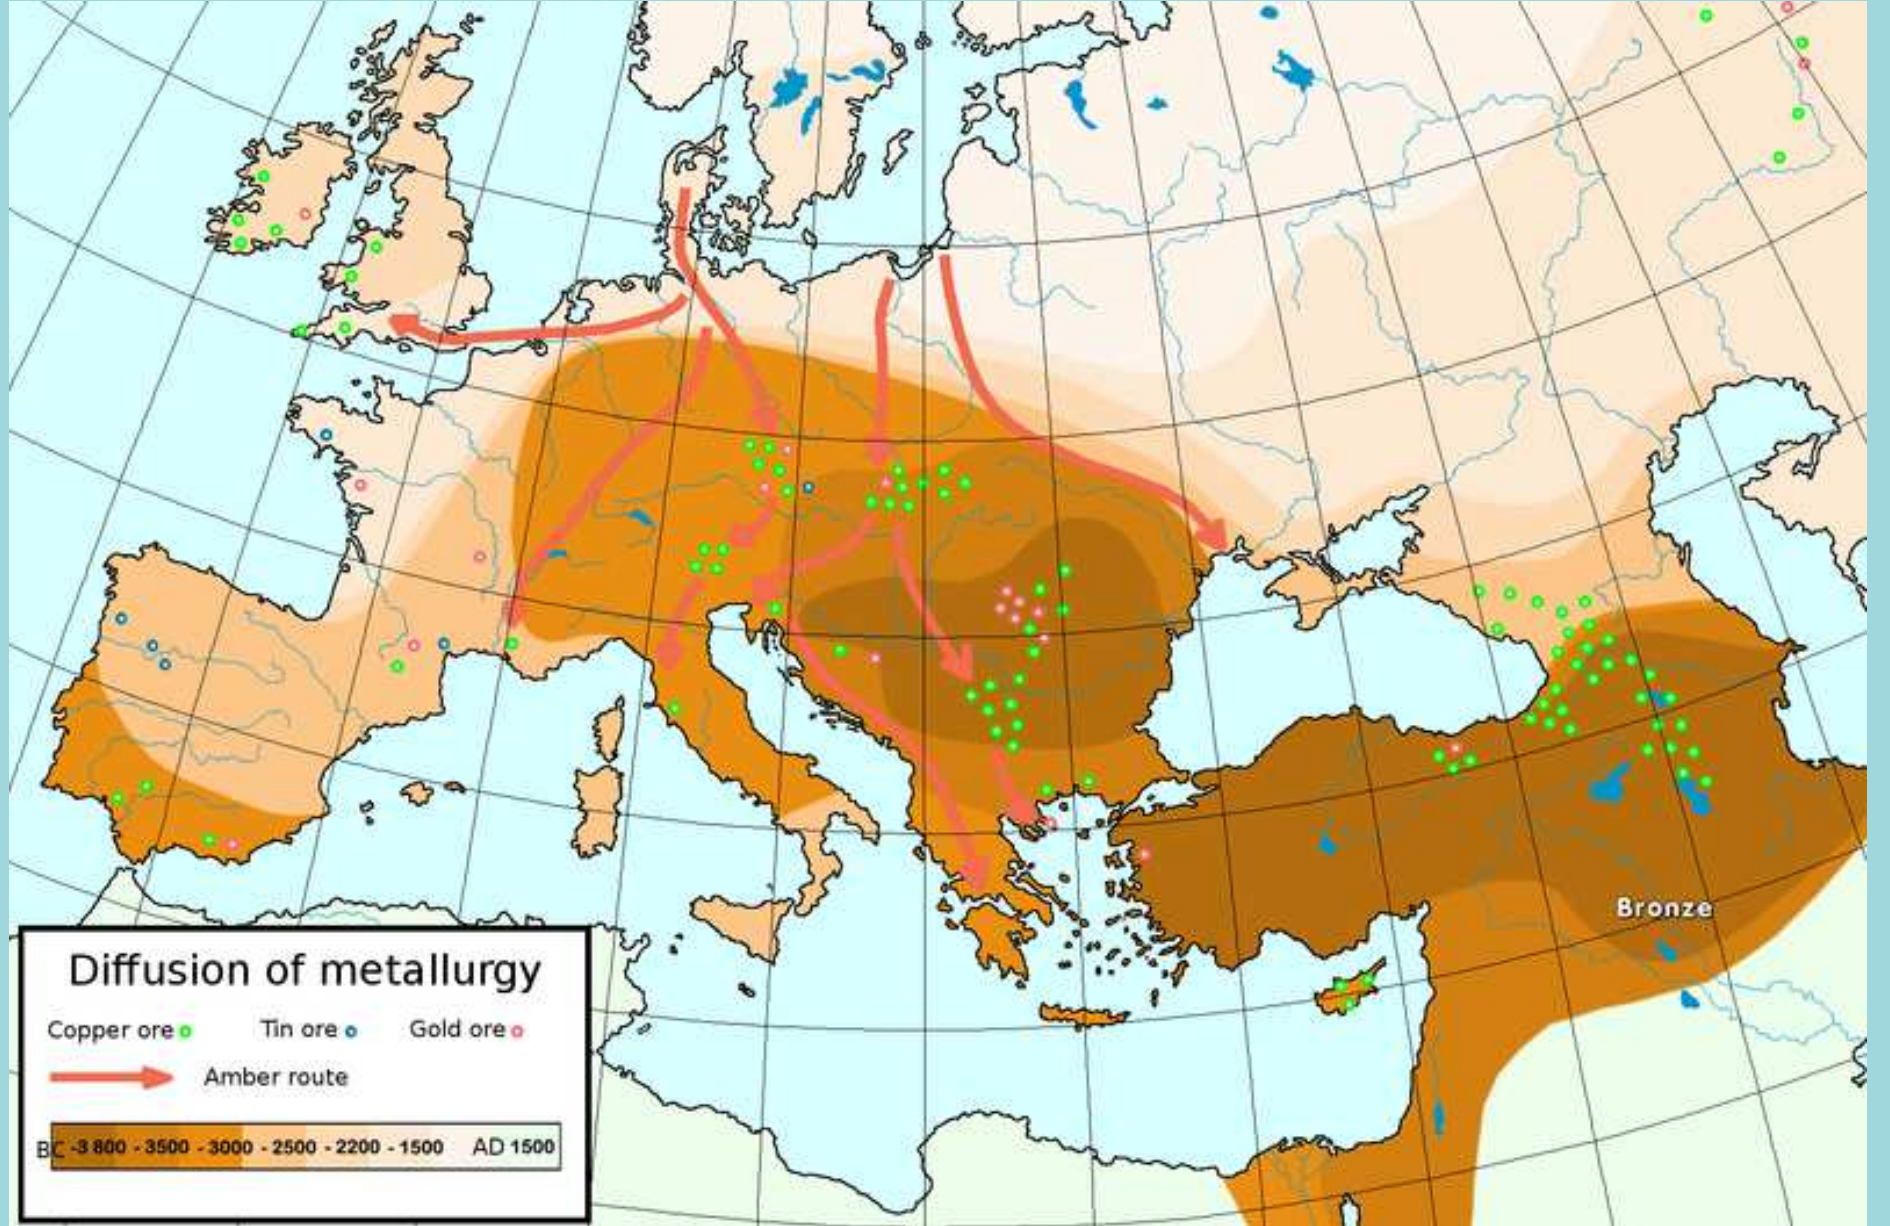 Bronze
Diffusion of metallurgy
Copper ore Tin ore Gold ore
Amber route
BC -3 800 - 3500 - 3000 - 2500 - 2200 - 1500 AD 1500